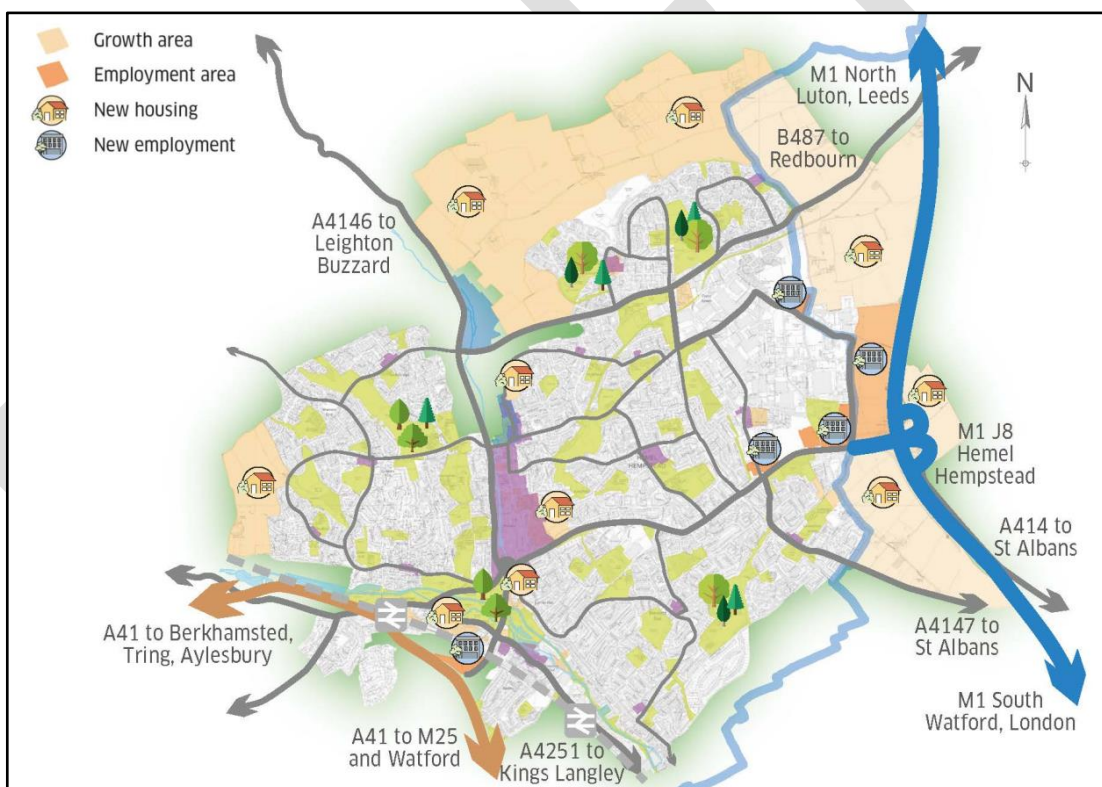 Growth area
Employment area
New housing
New employment
M1 North
Luton, Leeds
N
B487 to
Redbourn
A4146 to
Leighton
Buzzard
M1 J8
Hemel
Hempstead
A414 to
St Albans
A4147 to
St Albans
A41 to Berkhamsted,
Tring, Aylesbury
M1 South
Watford, London
A41 to M25
and Watford
A4251 to
Kings Langley